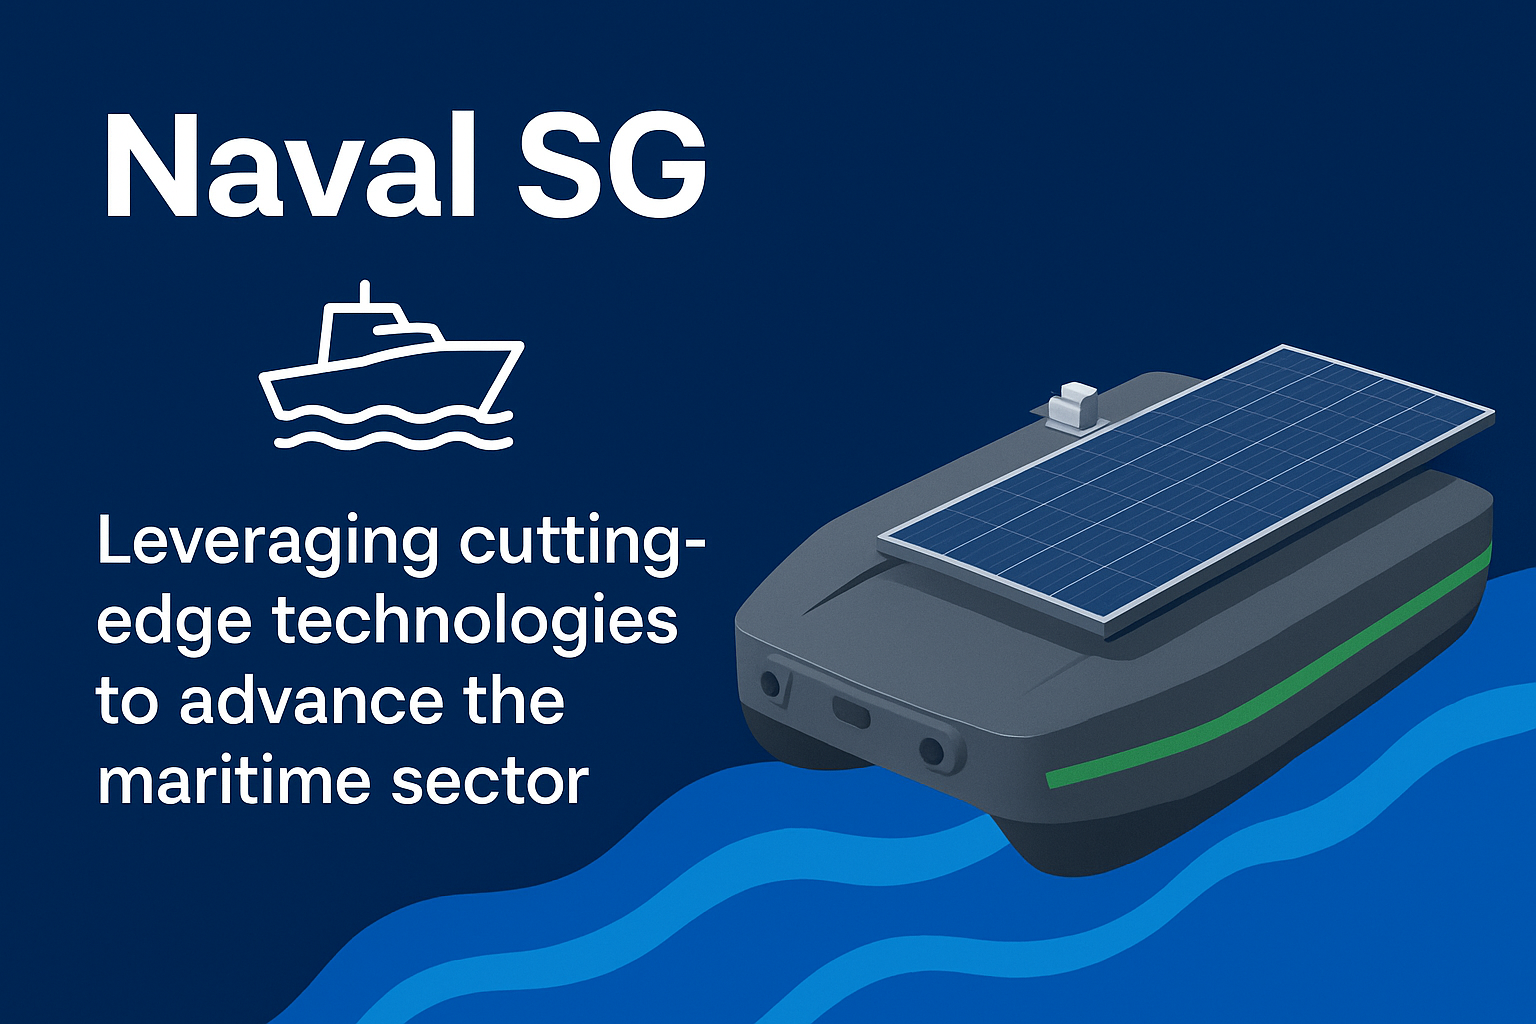 Naval SG
Leveraging cutting-
edge technologies
to advance the
maritime sector